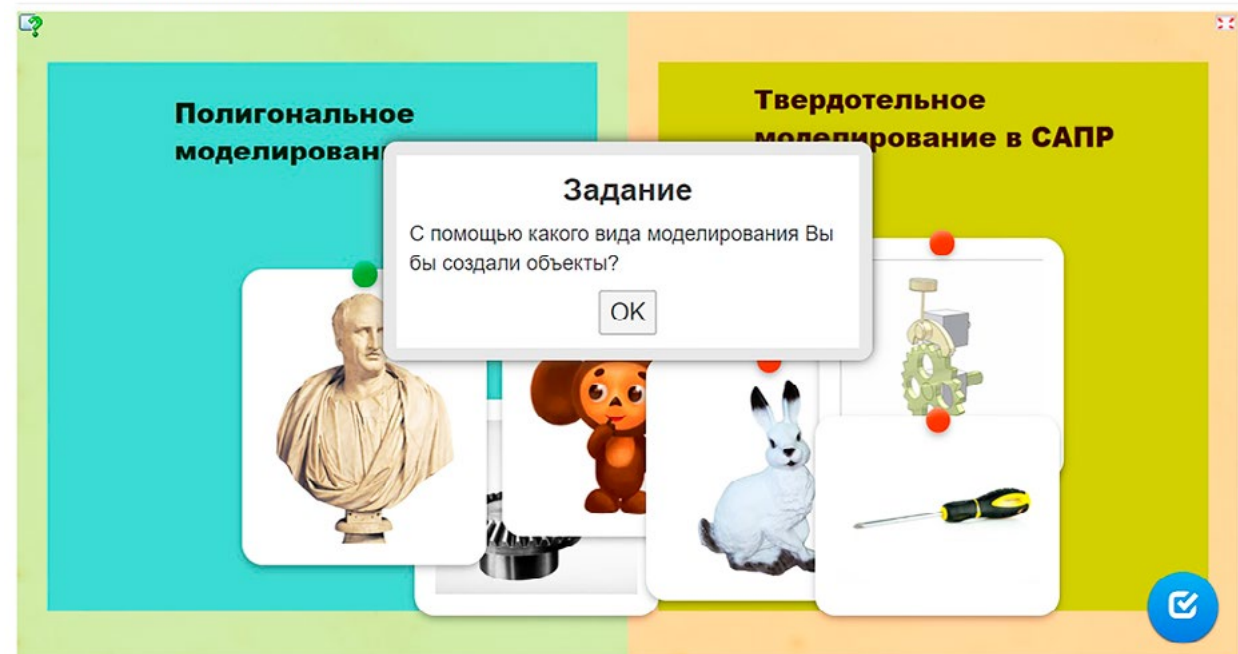 Полигональное
моделирован
Твердотельное
моделирование в САПР
Задание
С помощью какого вида моделирования Вы
бы создали объекты?
OK